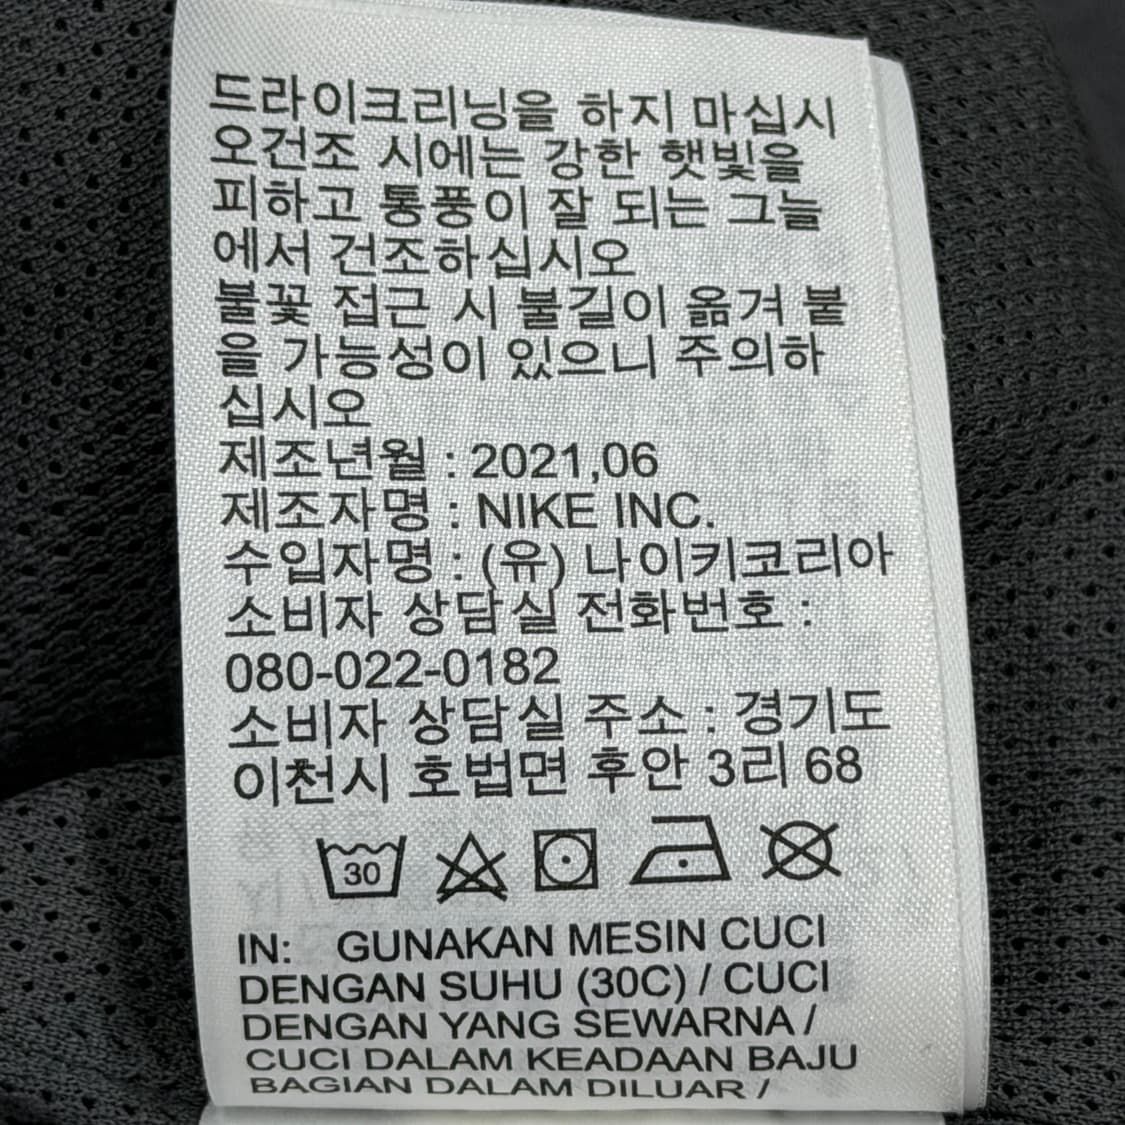 드라이크리닝을 하지 마십시
오건조 시에는 강한 햇빛을
피하고 통풍이 잘 되는 그늘
에서 건조하십시오
불꽃 접근 시 불길이 옮겨 붙
을 가능성이 있으니 주의하
십시오
제조년월 : 2021,06
제조자명 : NIKE INC.
수입자명 : (유) 나이키코리아
소비자 상담실 전화번호 :
080-022-0182
소비자 상담실 주소 : 경기도
이천시 호법면 후안 3리 68
30
IN: GUNAKAN MESIN CUCI
DENGAN SUHU (30C) / CUCI
DENGAN YANG SEWARNA /
CUCI DALAM KEADAAN BAJU
BAGIAN DALAM DILUAR /